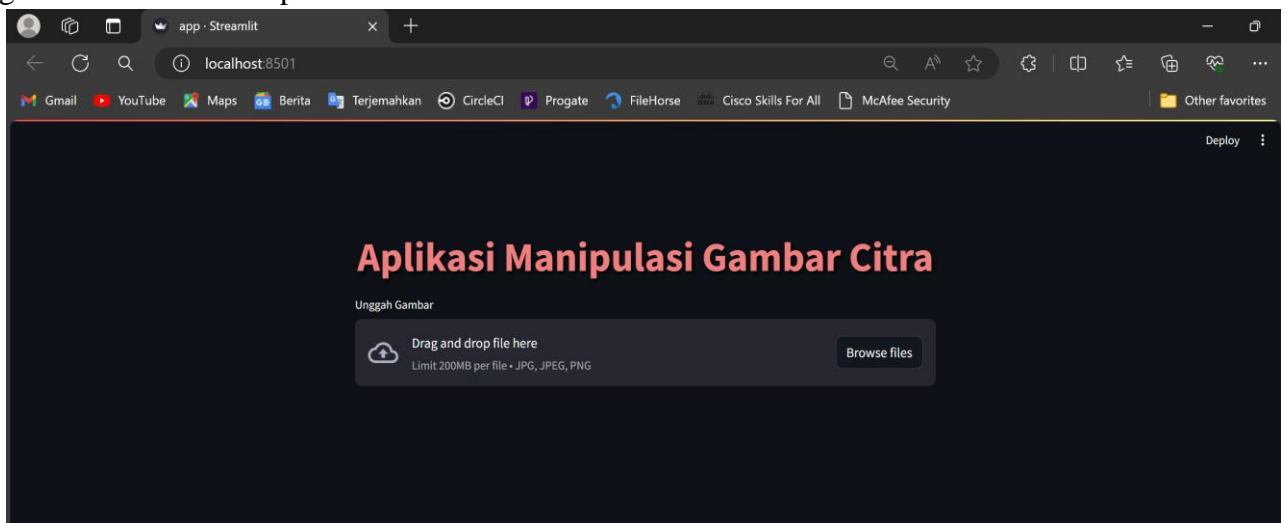 app · Streamlit
localhost:8501
Gmail YouTube Maps Berita Terjemahkan CircleCI Progate FileHorse Cisco Skills For All McAfee Security Other favorites
Deploy
Aplikasi Manipulasi Gambar Citra
Unggah Gambar
Drag and drop file here
Limit 200MB per file • JPG, JPEG, PNG
Browse files